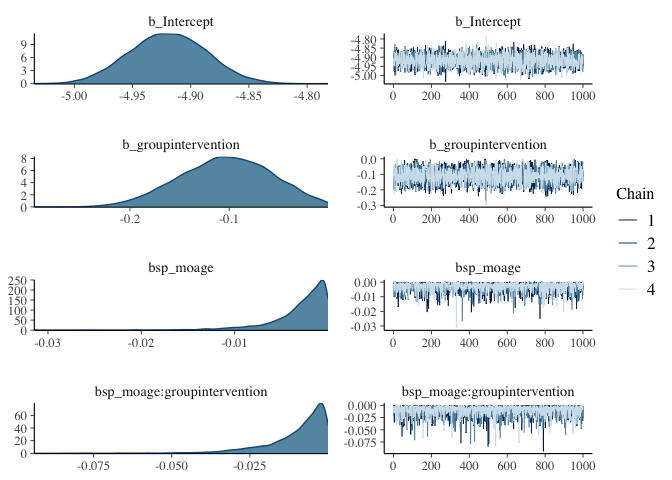 b_Intercept
9
6
3
0
-5.00 -4.95 -4.90 -4.85 -4.80
b_Intercept
-4.80
-4.85
-4.90
-4.95
-5.00
0 200 400 600 800 1000
b_groupintervention
8
6
4
2
0
-0.2 -0.1
b_groupintervention
0.0
-0.1
-0.2
-0.3
0 200 400 600 800 1000
Chain
1
2
3
4
bsp_moage
250
200
150
100
50
0
-0.03 -0.02 -0.01
bsp_moage
0.00
-0.01
-0.02
-0.03
0 200 400 600 800 1000
bsp_moage:groupintervention
60
40
20
0
-0.075 -0.050 -0.025
bsp_moage:groupintervention
0.000
-0.025
-0.050
-0.075
0 200 400 600 800 1000